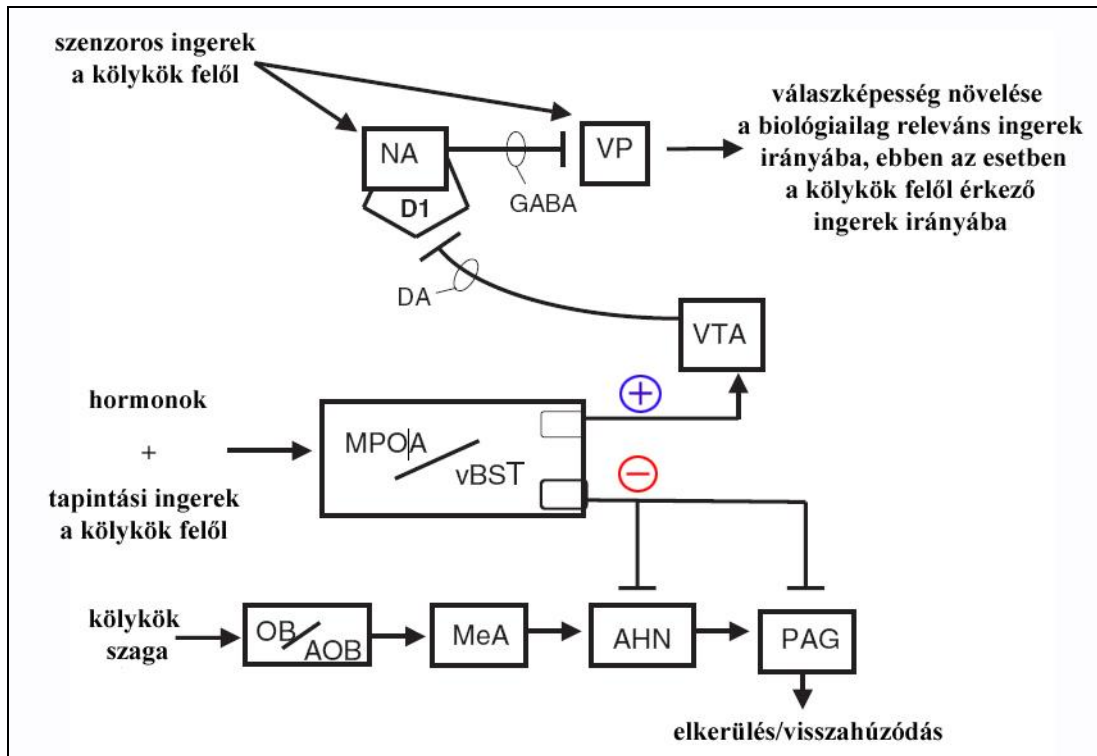 szenzoros ingerek
a kölykök felől
válaszképesség növelése
a biológiailag releváns ingerek
irányába, ebben az esetben
a kölykök felől érkező
ingerek irányába
NA
VP
D1
GABA
DA
VTA
hormonok
+
tapintási ingerek
a kölykök felől
MPOA
vBST
+
−
kölykök
szaga
OB
AOB
MeA
AHN
PAG
elkerülés/visszahúzódás